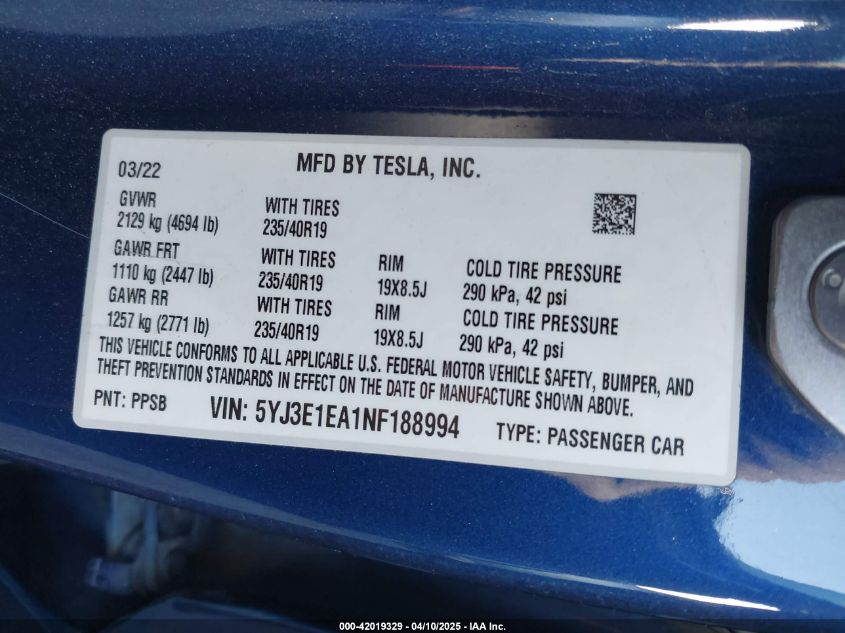 03/22
MFD BY TESLA, INC.
GVWR
2129 kg (4694 lb)
WITH TIRES
235/40R19
GAWR FRT
1110 kg (2447 lb)
WITH TIRES
235/40R19
RIM
19X8.5J
COLD TIRE PRESSURE
290 kPa, 42 psi
GAWR RR
1257 kg (2771 lb)
WITH TIRES
235/40R19
RIM
19X8.5J
COLD TIRE PRESSURE
290 kPa, 42 psi
THIS VEHICLE CONFORMS TO ALL APPLICABLE U.S. FEDERAL MOTOR VEHICLE SAFETY, BUMPER, AND
THEFT PREVENTION STANDARDS IN EFFECT ON THE DATE OF MANUFACTURE SHOWN ABOVE.
PNT: PPSB
VIN: 5YJ3E1EA1NF188994
TYPE: PASSENGER CAR
000-42019329 - 04/10/2025 - IAA Inc.